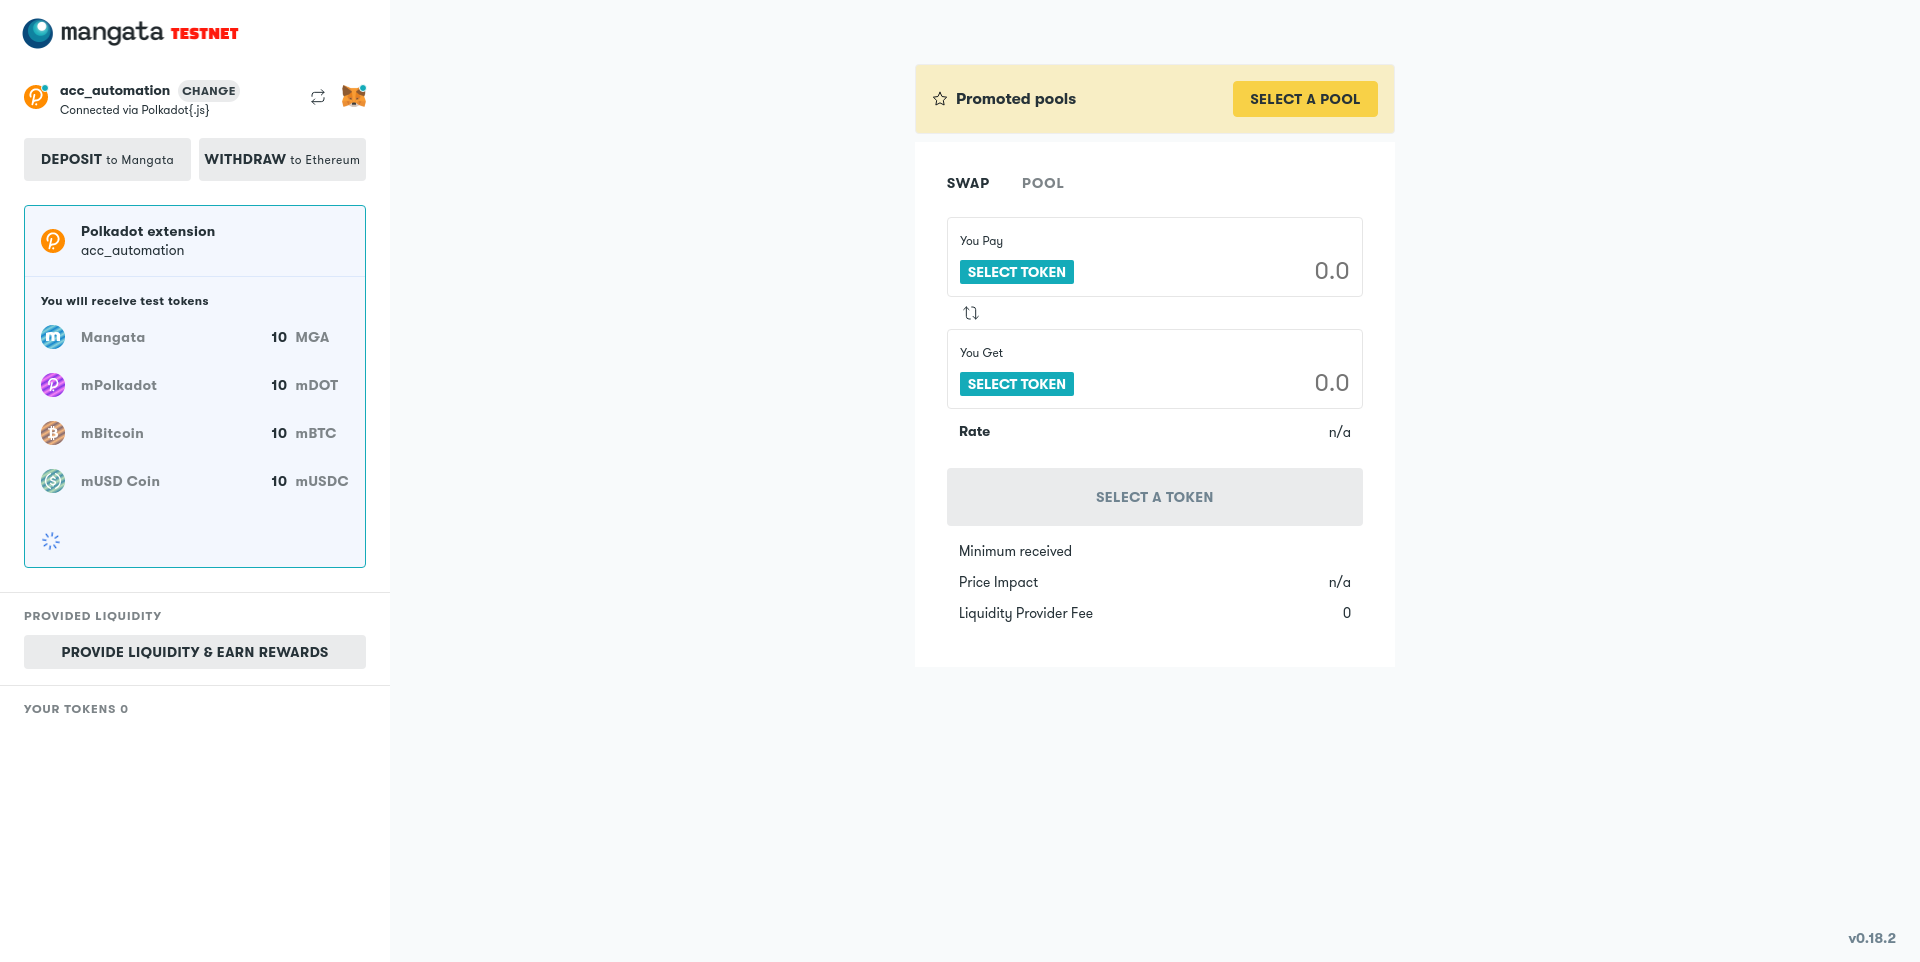 mangata TESTNET
acc_automation CHANGE
Connected via Polkadot{.js}
DEPOSIT to Mangata
WITHDRAW to Ethereum
Polkadot extension
acc_automation
You will receive test tokens
Mangata 10 MGA
mPolkadot 10 mDOT
mBitcoin 10 mBTC
mUSD Coin 10 mUSDC
PROVIDED LIQUIDITY
PROVIDE LIQUIDITY & EARN REWARDS
YOUR TOKENS 0
Promoted pools
SELECT A POOL
SWAP POOL
You Pay
SELECT TOKEN 0.0
You Get
SELECT TOKEN 0.0
Rate n/a
SELECT A TOKEN
Minimum received
Price Impact n/a
Liquidity Provider Fee 0
v0.18.2